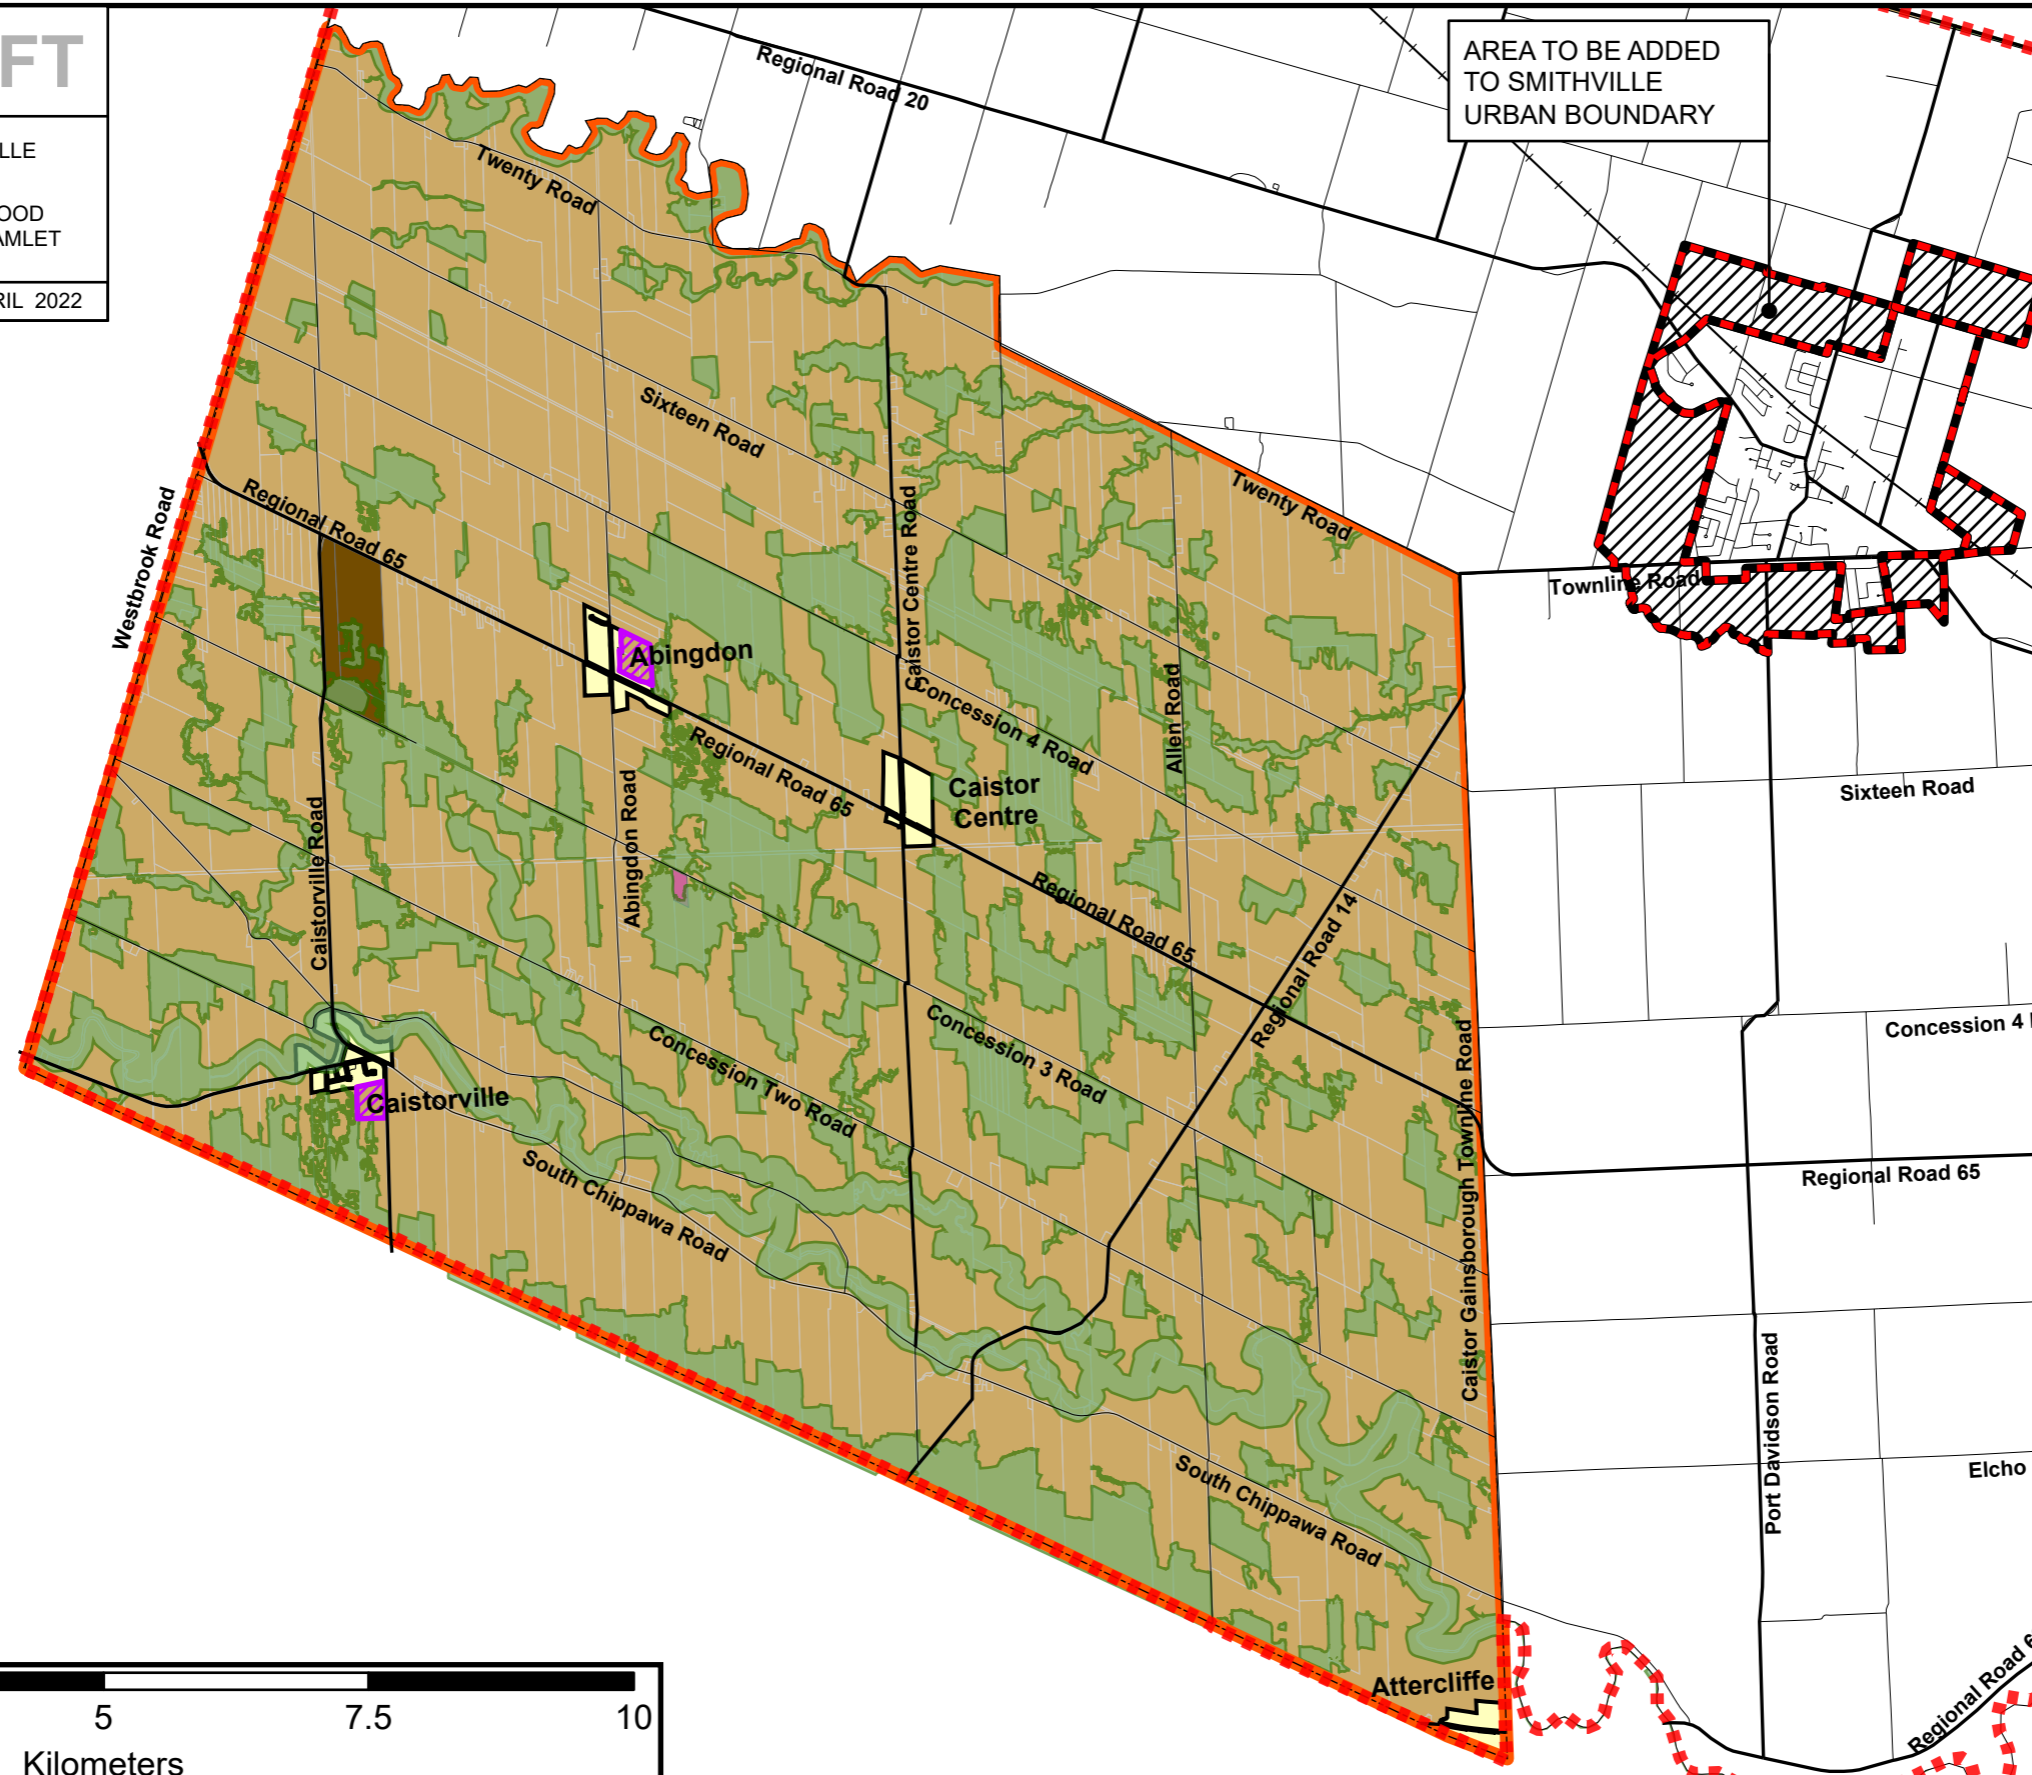 FT
LLE
OOD
AMLET
RIL 2022
AREA TO BE ADDED
TO SMITHVILLE
URBAN BOUNDARY
Regional Road 20
Twenty Road
Sixteen Road
Twenty Road
Regional Road 65
Westbrook Road
Caistor Centre Road
Townline Road
Abingdon
Concession 4 Road
Allen Road
Regional Road 65
Caistor
Centre
Sixteen Road
Caistorville Road
Abingdon Road
Regional Road 65
Regional Road 14
Concession 4
Concession 3 Road
Concession Two Road
Caistor Gainsborough Townline Road
Caistorville
South Chippawa Road
Regional Road 65
Port Davidson Road
Elcho
South Chippawa Road
Attercliffe
Regional Road 6
5
7.5
10
Kilometers